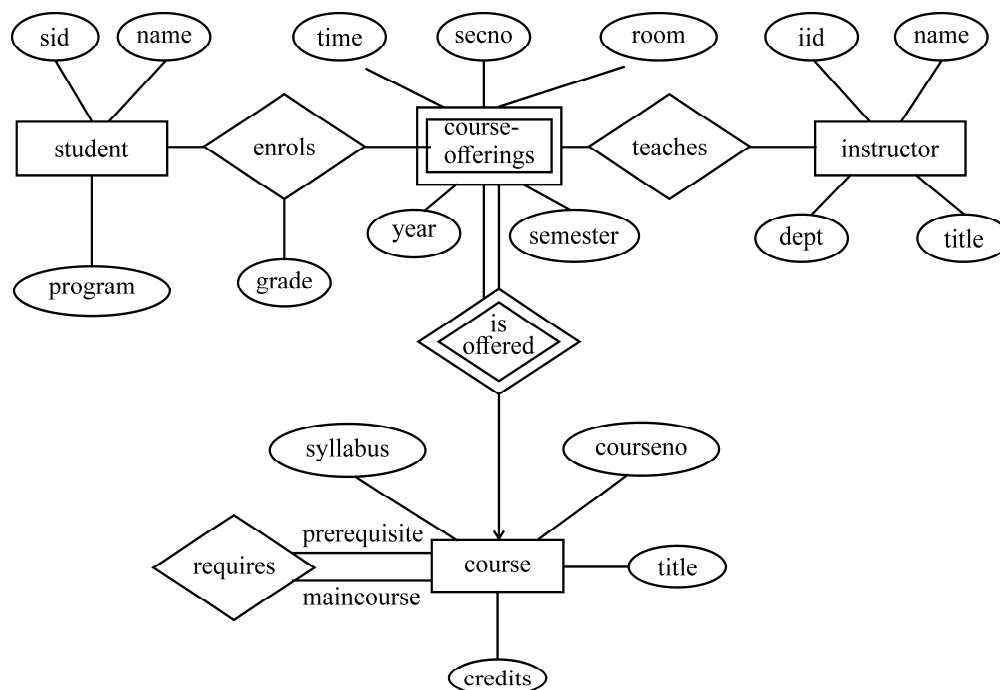 sid
name
time
secno
room
iid
name
student
enrols
course-
offerings
teaches
instructor
year
semester
dept
title
program
grade
is
offered
syllabus
courseno
prerequisite
requires
course
title
maincourse
credits